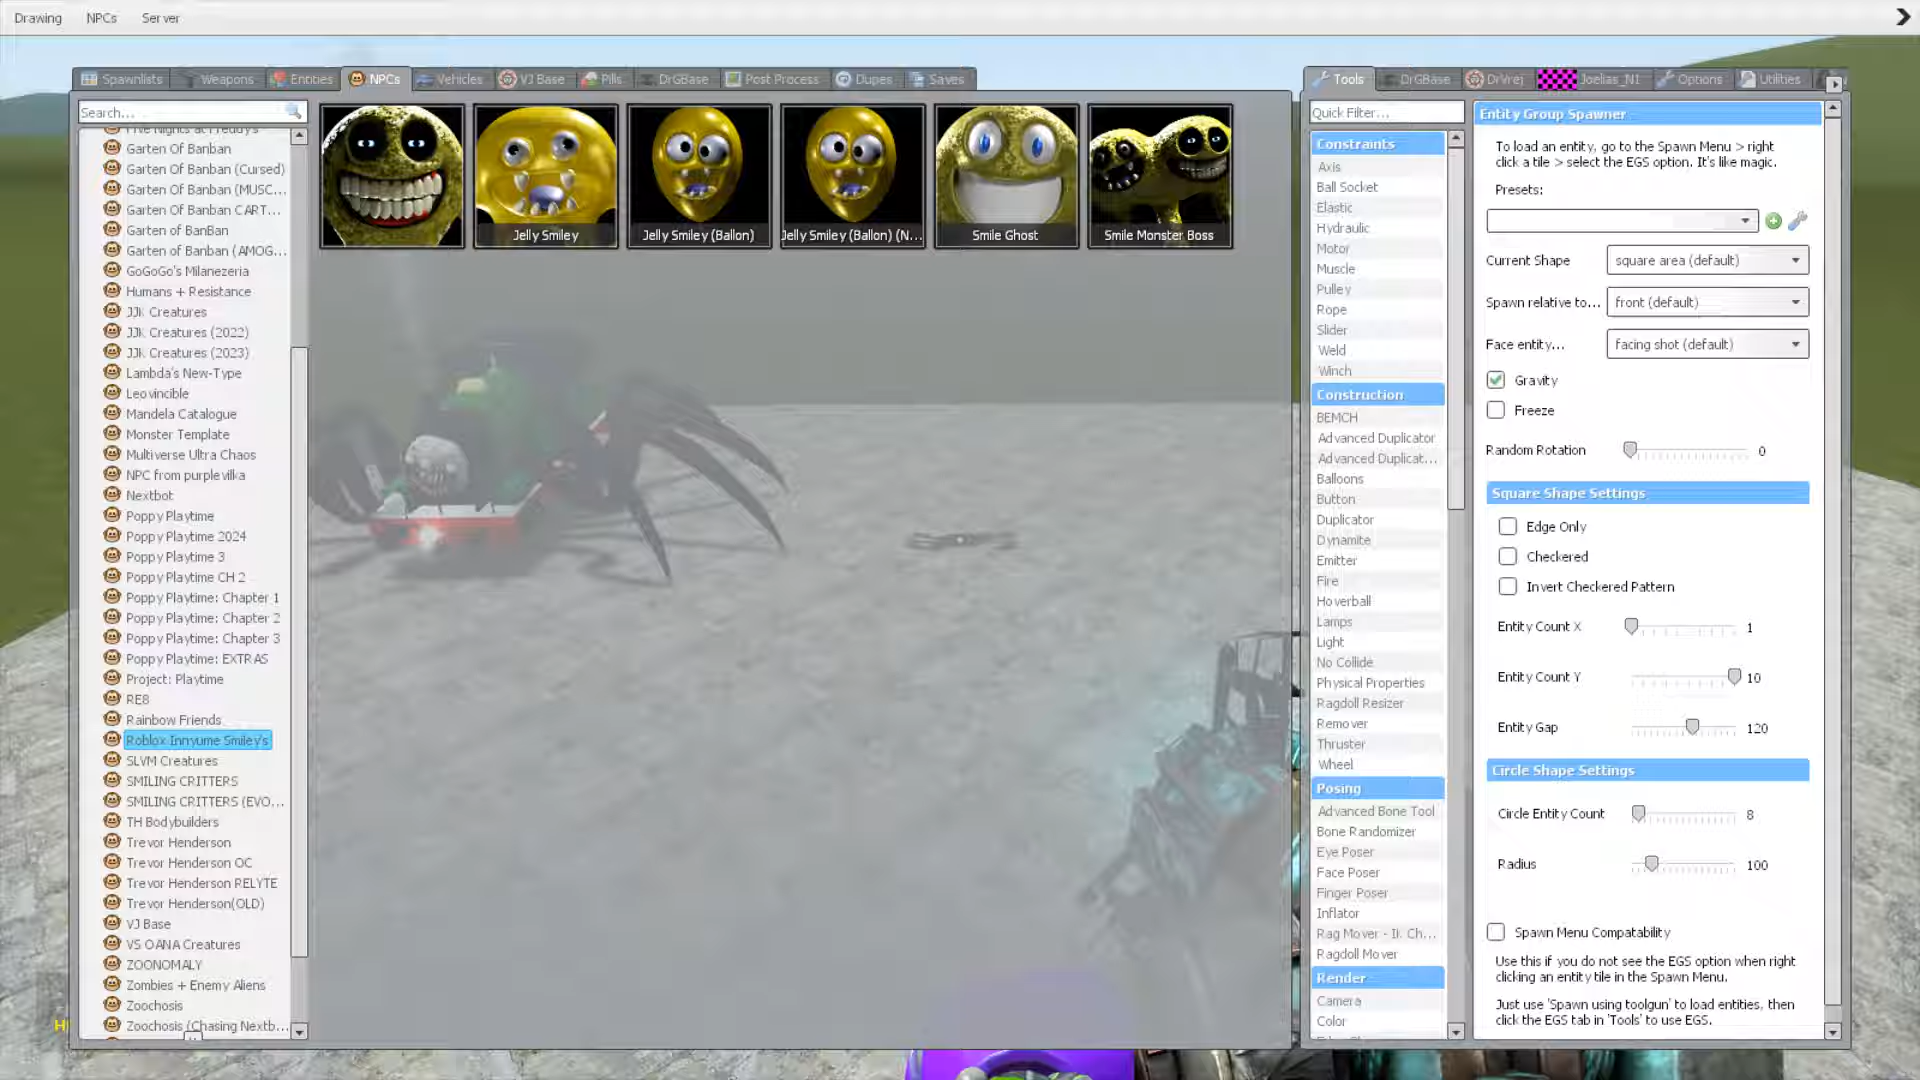 Drawing NPCs Server
Spawnlists Weapons Entities NPCs Vehicles VJ Base Pills DrGBase Post Process Dupes Saves
Search...
Five Nights at Freddy's
Garten Of Banban
Garten Of Banban (Cursed)
Garten Of Banban (MUSC...
Garten Of Banban CART...
Garten of BanBan
Garten of Banban (AMOG...
GoGoGo's Milanezeria
Humans + Resistance
JJK Creatures
JJK Creatures (2022)
JJK Creatures (2023)
Lambda's New-Type
Leovincible
Mandela Catalogue
Monster Template
Multiverse Ultra Chaos
NPC from purplevilka
Nextbot
Poppy Playtime
Poppy Playtime 2024
Poppy Playtime 3
Poppy Playtime CH 2
Poppy Playtime: Chapter 1
Poppy Playtime: Chapter 2
Poppy Playtime: Chapter 3
Poppy Playtime: EXTRAS
Project: Playtime
RE8
Rainbow Friends
Roblox Innyume Smiley's
SLVM Creatures
SMILING CRITTERS
SMILING CRITTERS (EVO...
TH Bodybuilders
Trevor Henderson
Trevor Henderson OC
Trevor Henderson RELYTE
Trevor Henderson(OLD)
VJ Base
VS OANA Creatures
ZOONOMALY
Zombies + Enemy Aliens
Zoochosis
Zoochosis (Chasing Nextb...
Jelly Smiley
Jelly Smiley (Ballon)
Jelly Smiley (Ballon) (N...
Smile Ghost
Smile Monster Boss
Tools DrGBase DrVrej Joelias_N1 Options Utilities
Quick Filter...
Constraints
Axis
Ball Socket
Elastic
Hydraulic
Motor
Muscle
Pulley
Rope
Slider
Weld
Winch
Construction
BEMCH
Advanced Duplicator
Advanced Duplicat...
Balloons
Button
Duplicator
Dynamite
Emitter
Fire
Hoverball
Lamps
Light
No Collide
Physical Properties
Ragdoll Resizer
Remover
Thruster
Wheel
Posing
Advanced Bone Tool
Bone Randomizer
Eye Poser
Face Poser
Finger Poser
Inflator
Rag Mover - IK Ch...
Ragdoll Mover
Render
Camera
Color
Entity Group Spawner
To load an entity, go to the Spawn Menu > right
click a tile > select the EGS option. It's like magic.
Presets:
Current Shape square area (default)
Spawn relative to... front (default)
Face entity... facing shot (default)
Gravity
Freeze
Random Rotation 0
Square Shape Settings
Edge Only
Checkered
Invert Checkered Pattern
Entity Count X 1
Entity Count Y 10
Entity Gap 120
Circle Shape Settings
Circle Entity Count 8
Radius 100
Spawn Menu Compatability
Use this if you do not see the EGS option when right
clicking an entity tile in the Spawn Menu.
Just use 'Spawn using toolgun' to load entities, then
click the EGS tab in 'Tools' to use EGS.